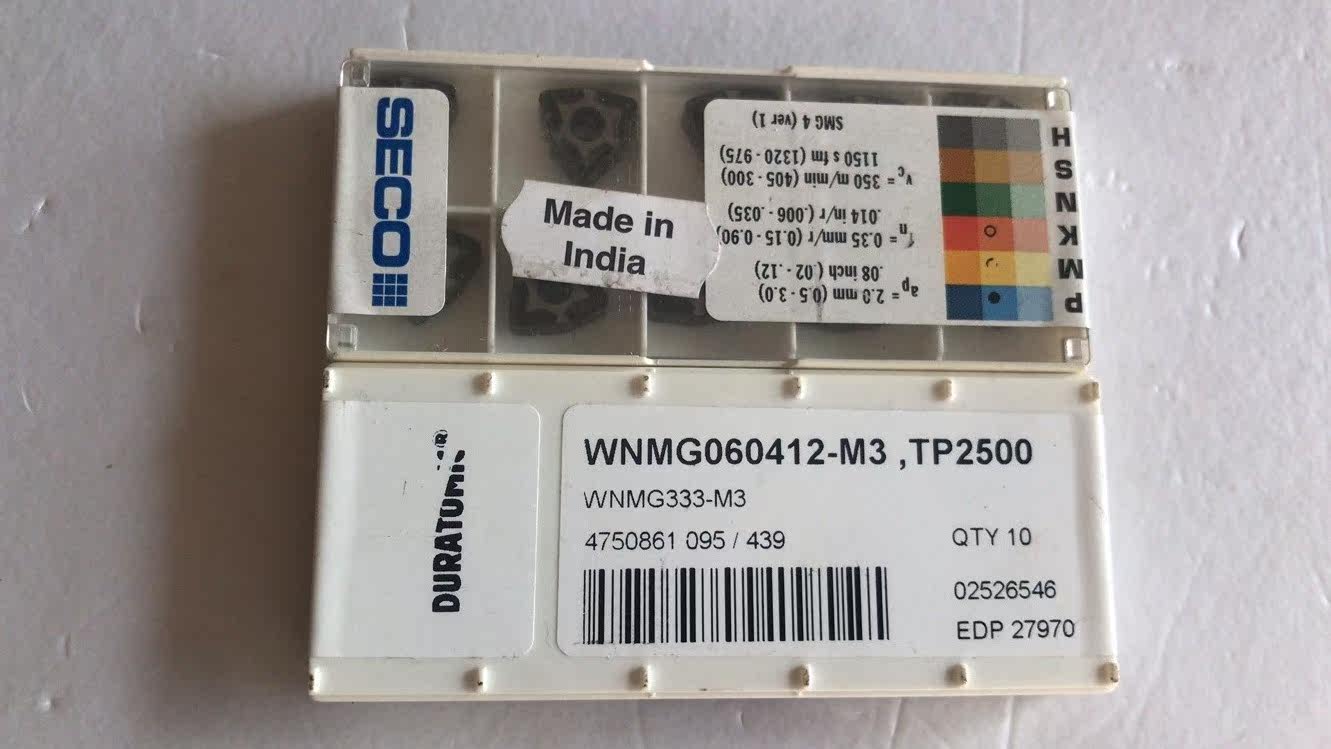 SECO
Made in
India
SMG 4 (ver 1)
1150 s fm (1320 - 975)
vc = 350 m/min (405 - 300)
.014 in/r (.006 - .035)
fn = 0.35 mm/r (0.15 - 0.90)
.08 inch (.02 - .12)
ap = 2.0 mm (0.5 - 3.0)
H
S
N
K
M
P
DURATOMIC®
WNMG060412-M3 ,TP2500
WNMG333-M3
4750861 095 / 439
QTY 10
02526546
EDP 27970